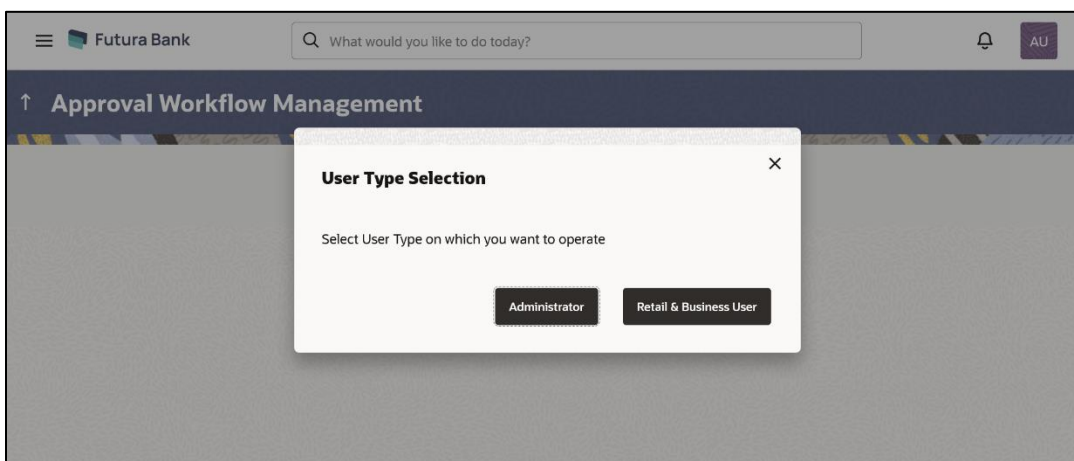 Futura Bank
What would you like to do today?
AU
Approval Workflow Management
User Type Selection
Select User Type on which you want to operate
Administrator
Retail & Business User